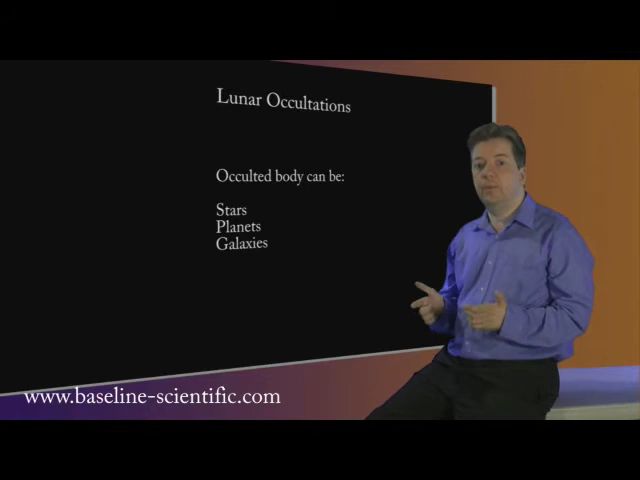 Lunar Occultations
Occulted body can be:
Stars
Planets
Galaxies
www.baseline-scientific.com